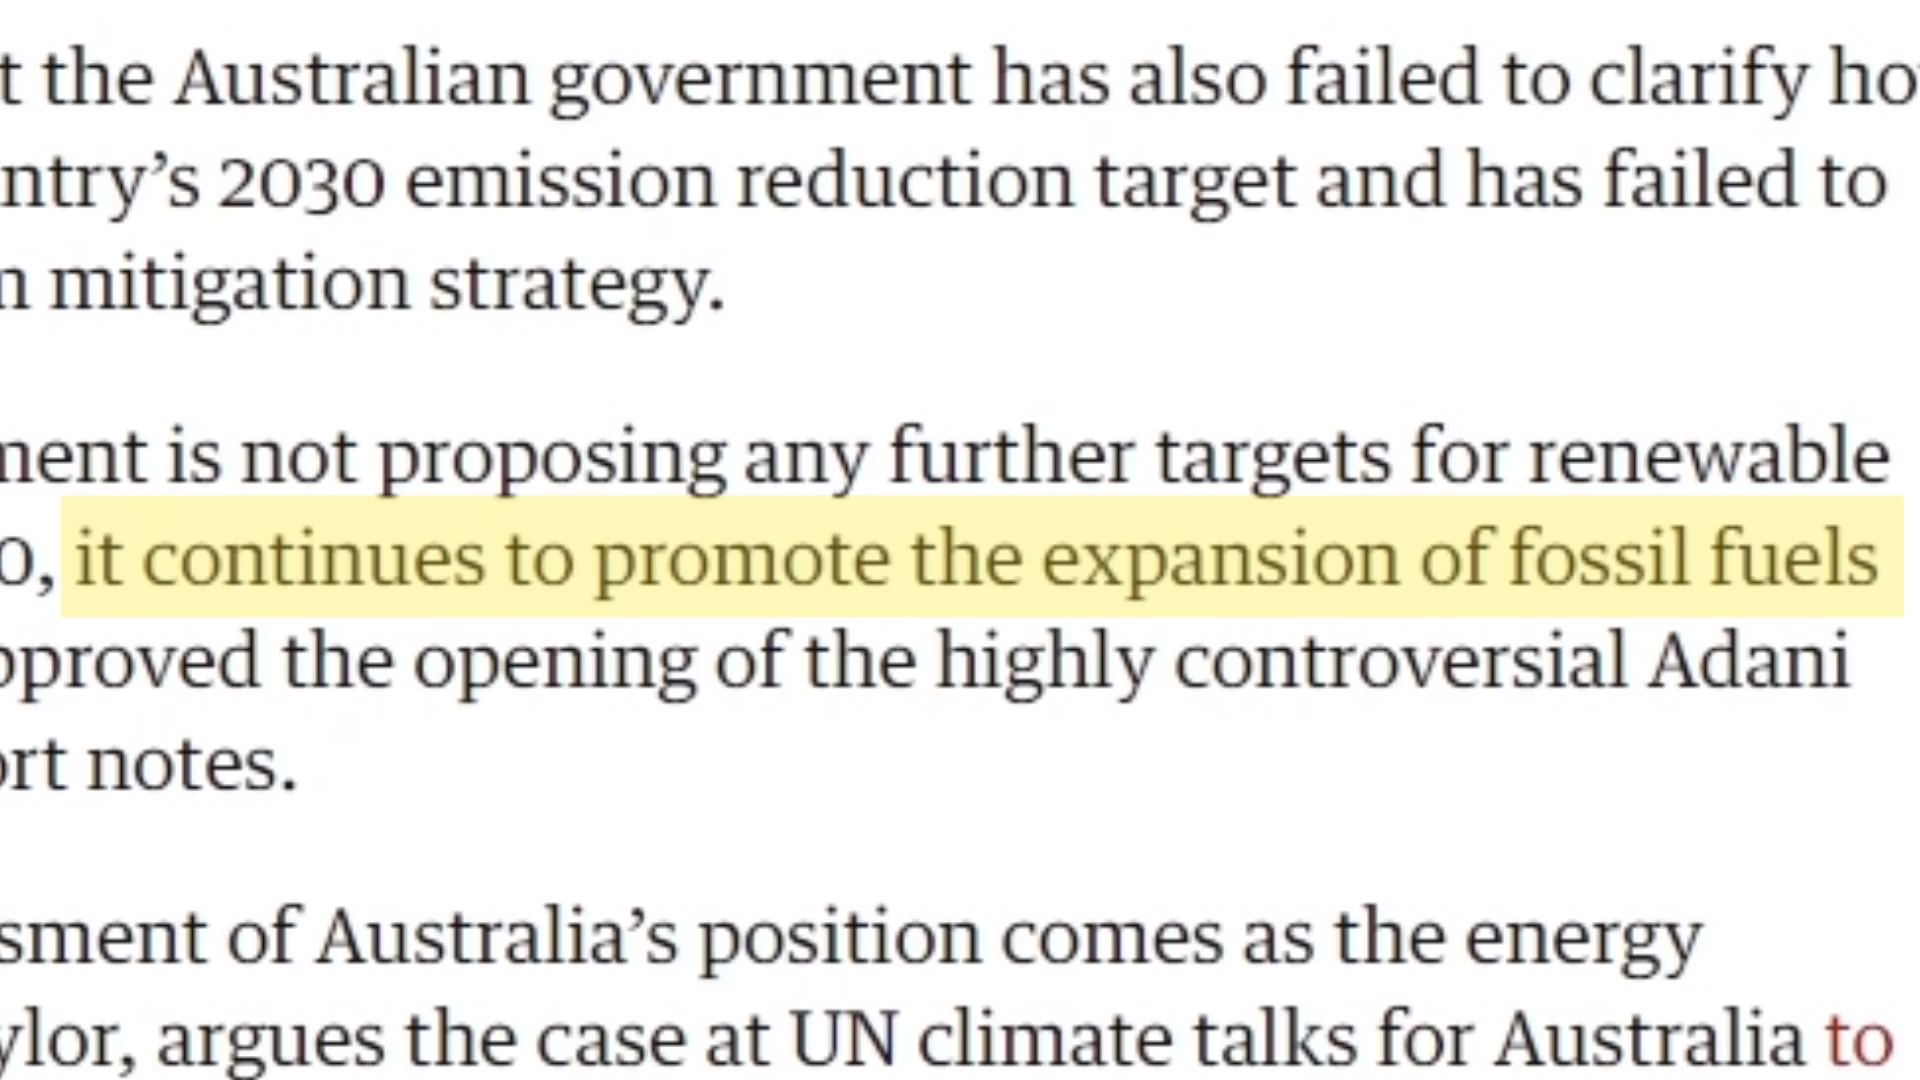 t the Australian government has also failed to clarify ho
ntry’s 2030 emission reduction target and has failed to
mitigation strategy.
ment is not proposing any further targets for renewable
0, it continues to promote the expansion of fossil fuels
pproved the opening of the highly controversial Adani
ort notes.
sment of Australia’s position comes as the energy
ylor, argues the case at UN climate talks for Australia to